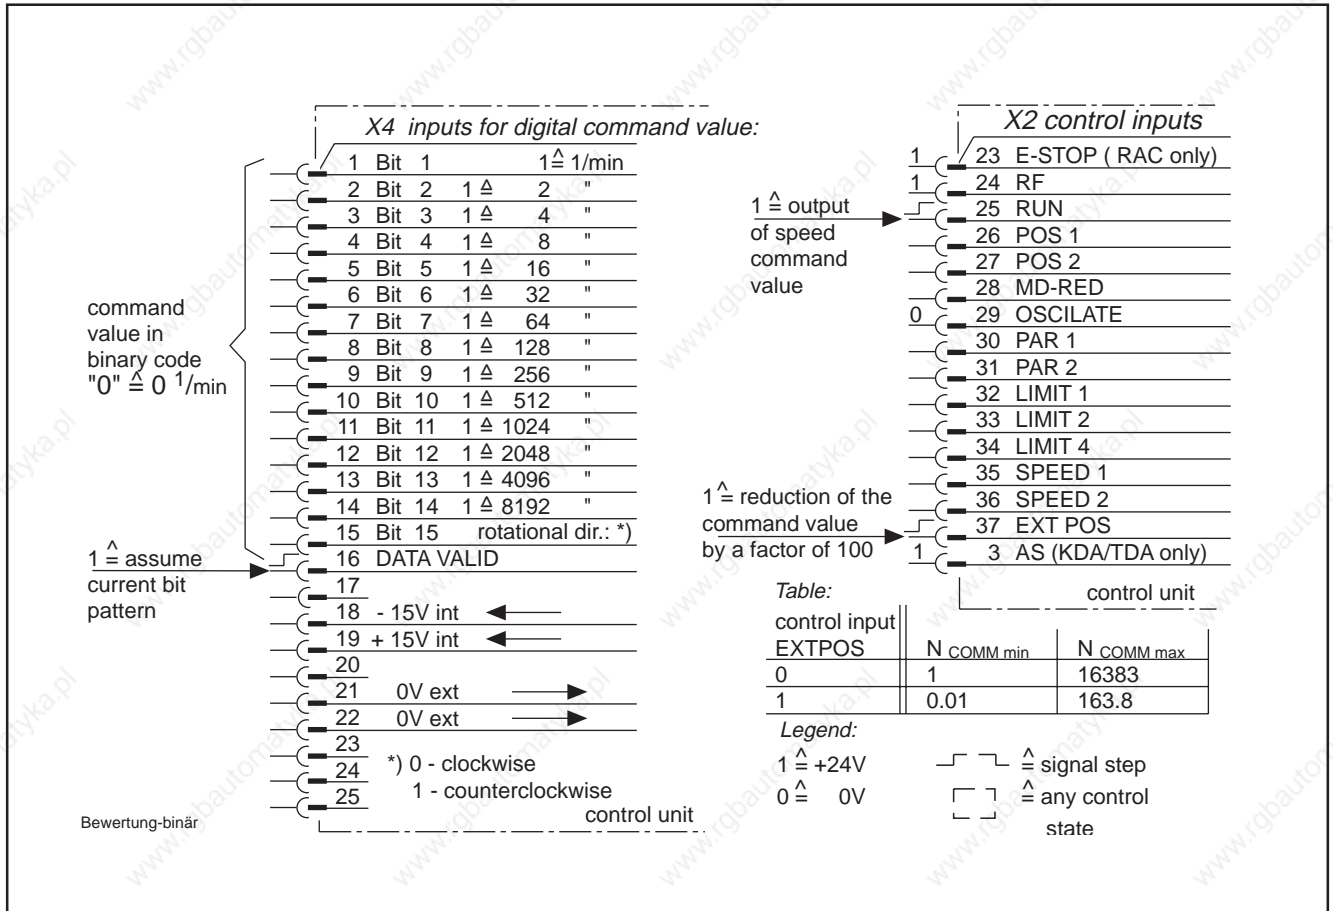 X4 inputs for digital command value:
1 Bit 1 1 ≙ 1/min
2 Bit 2 1 ≙ 2 "
3 Bit 3 1 ≙ 4 "
4 Bit 4 1 ≙ 8 "
5 Bit 5 1 ≙ 16 "
6 Bit 6 1 ≙ 32 "
7 Bit 7 1 ≙ 64 "
8 Bit 8 1 ≙ 128 "
9 Bit 9 1 ≙ 256 "
10 Bit 10 1 ≙ 512 "
11 Bit 11 1 ≙ 1024 "
12 Bit 12 1 ≙ 2048 "
13 Bit 13 1 ≙ 4096 "
14 Bit 14 1 ≙ 8192 "
15 Bit 15 rotational dir.: *)
16 DATA VALID
17
18 - 15V int
19 + 15V int
20
21 0V ext
22 0V ext
23
24
25
*) 0 - clockwise
1 - counterclockwise
control unit
command
value in
binary code
"0" ≙ 0 1/min
1 ≙ assume
current bit
pattern
Bewertung-binär
X2 control inputs
1 23 E-STOP ( RAC only)
1 24 RF
25 RUN
26 POS 1
27 POS 2
28 MD-RED
0 29 OSCILATE
30 PAR 1
31 PAR 2
32 LIMIT 1
33 LIMIT 2
34 LIMIT 4
35 SPEED 1
36 SPEED 2
37 EXT POS
1 3 AS (KDA/TDA only)
control unit
1 ≙ output
of speed
command
value
1 ≙ reduction of the
command value
by a factor of 100
Table:
control input
EXTPOS N COMM min N COMM max
0 1 16383
1 0.01 163.8
Legend:
1 ≙ +24V
0 ≙ 0V
≙ signal step
≙ any control
state
www.rgbautomatyka.pl